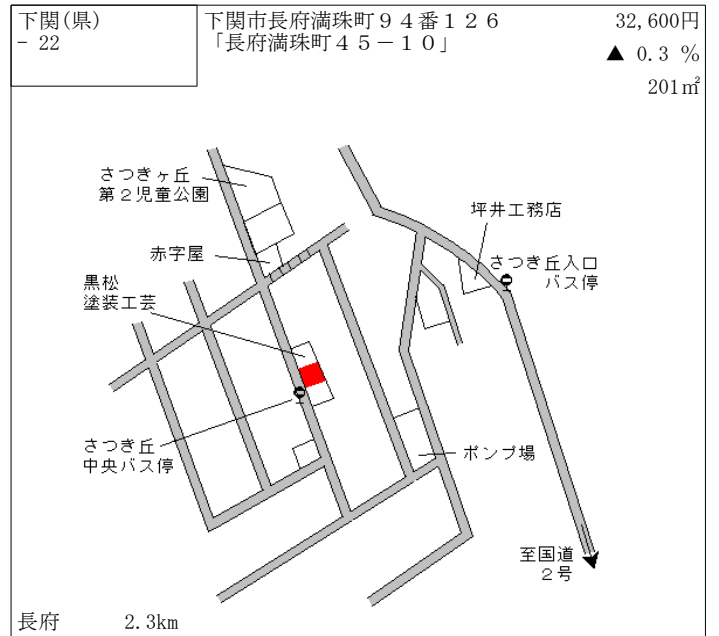 下関(県)
- 22
下関市長府満珠町９４番１２６
「長府満珠町４５－１０」
32,600円
▲ 0.3 %
201㎡
さつきヶ丘
第２児童公園
坪井工務店
赤字屋
さつき丘入口
バス停
黒松
塗装工芸
さつき丘
中央バス停
ポンプ場
至国道
２号
長府 2.3km